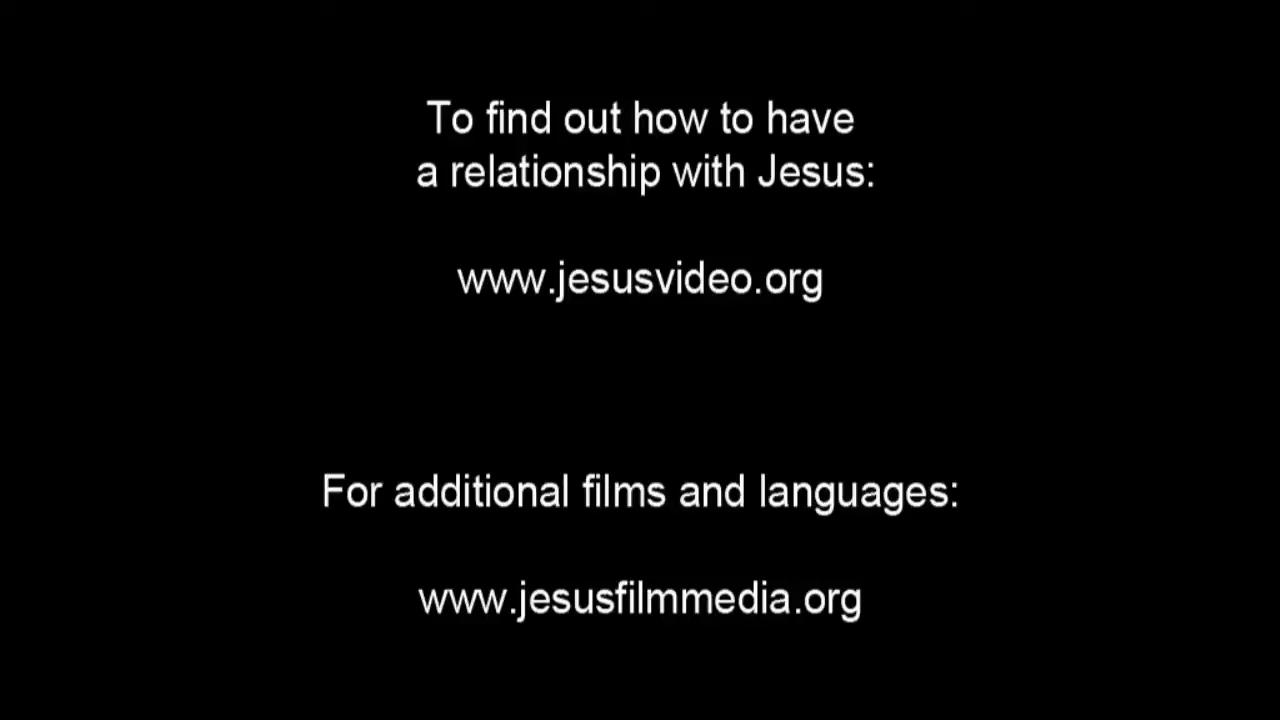 To find out how to have
a relationship with Jesus:
www.jesusvideo.org
For additional films and languages:
www.jesusfilmmedia.org